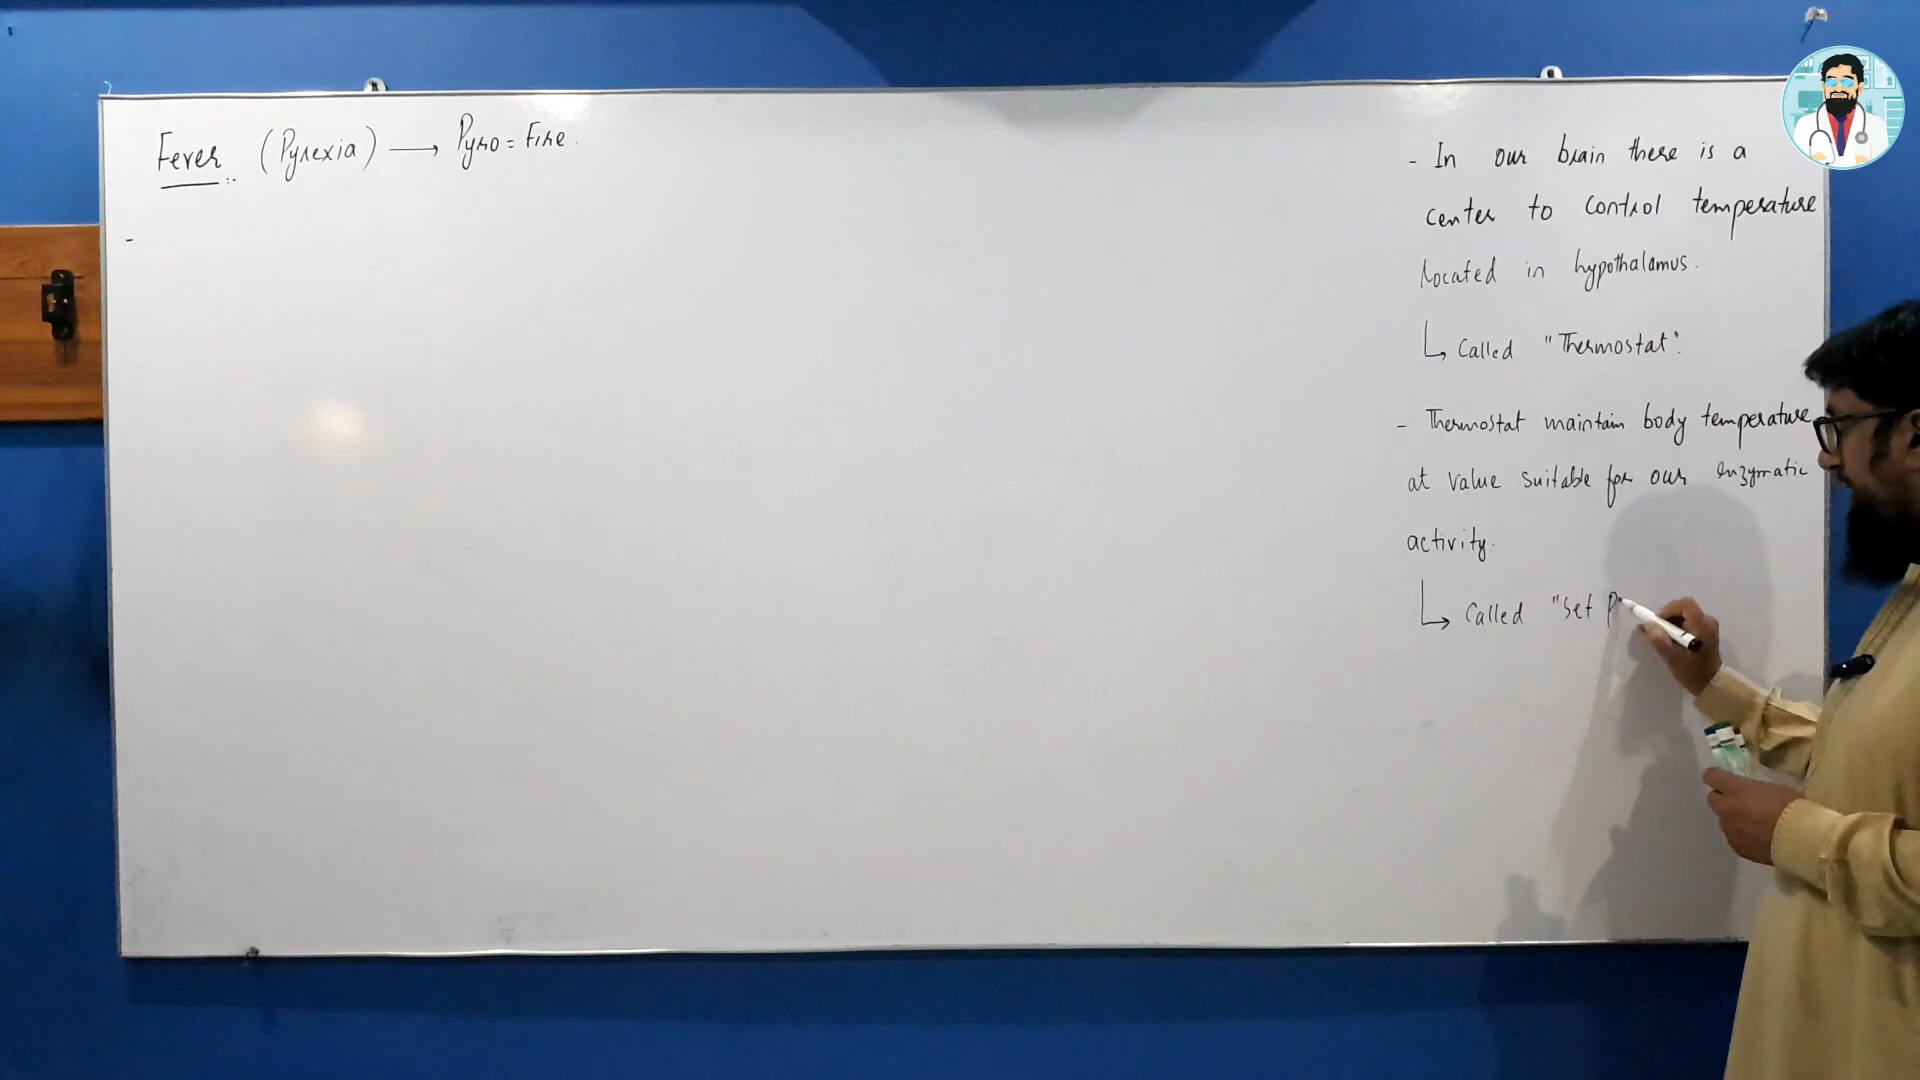 Fever :- (Pyrexia) → Pyro = Fire.
-
- In our brain there is a
center to control temperature
located in hypothalamus.
↳ Called "Thermostat".
- Thermostat maintain body temperature
at value suitable for our enzymatic
activity.
↳ Called "Set P